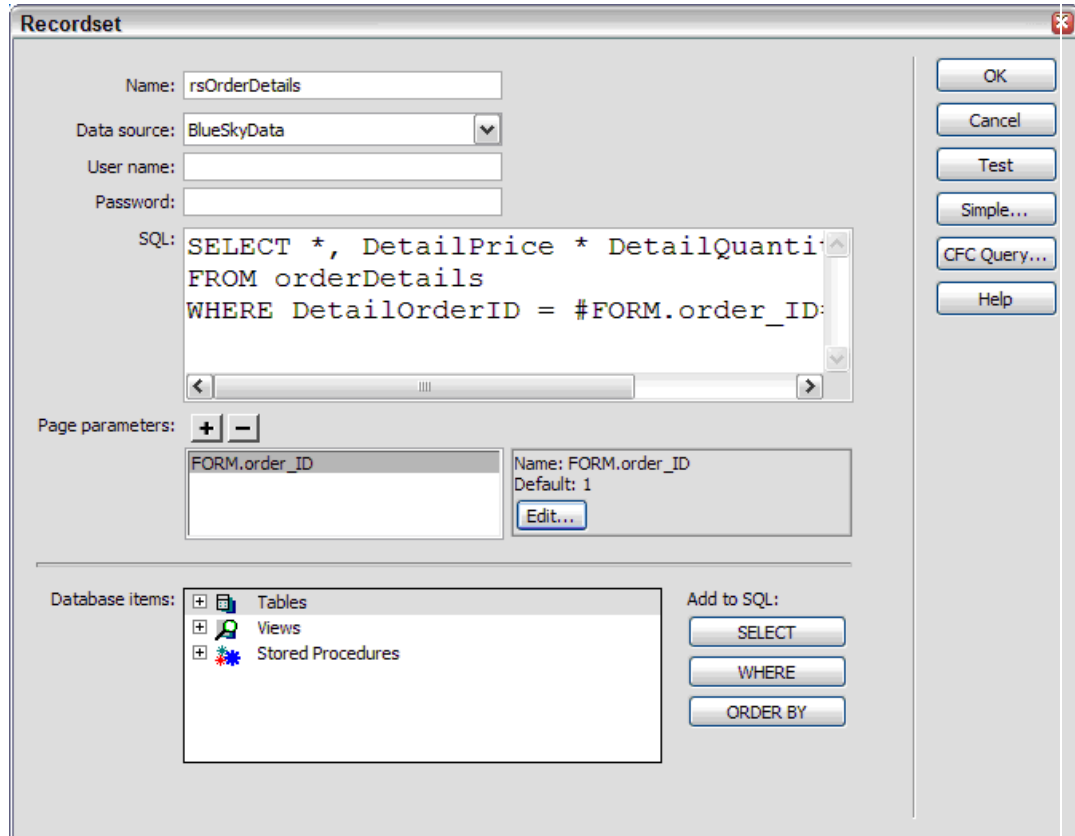 Recordset
Name: rsOrderDetails
Data source: BlueSkyData
User name:
Password:
SQL: SELECT *, DetailPrice * DetailQuanti
FROM orderDetails
WHERE DetailOrderID = #FORM.order_ID
Page parameters: + −
FORM.order_ID
Name: FORM.order_ID
Default: 1
Edit...
Database items:
Tables
Views
Stored Procedures
Add to SQL:
SELECT
WHERE
ORDER BY
OK
Cancel
Test
Simple...
CFC Query...
Help